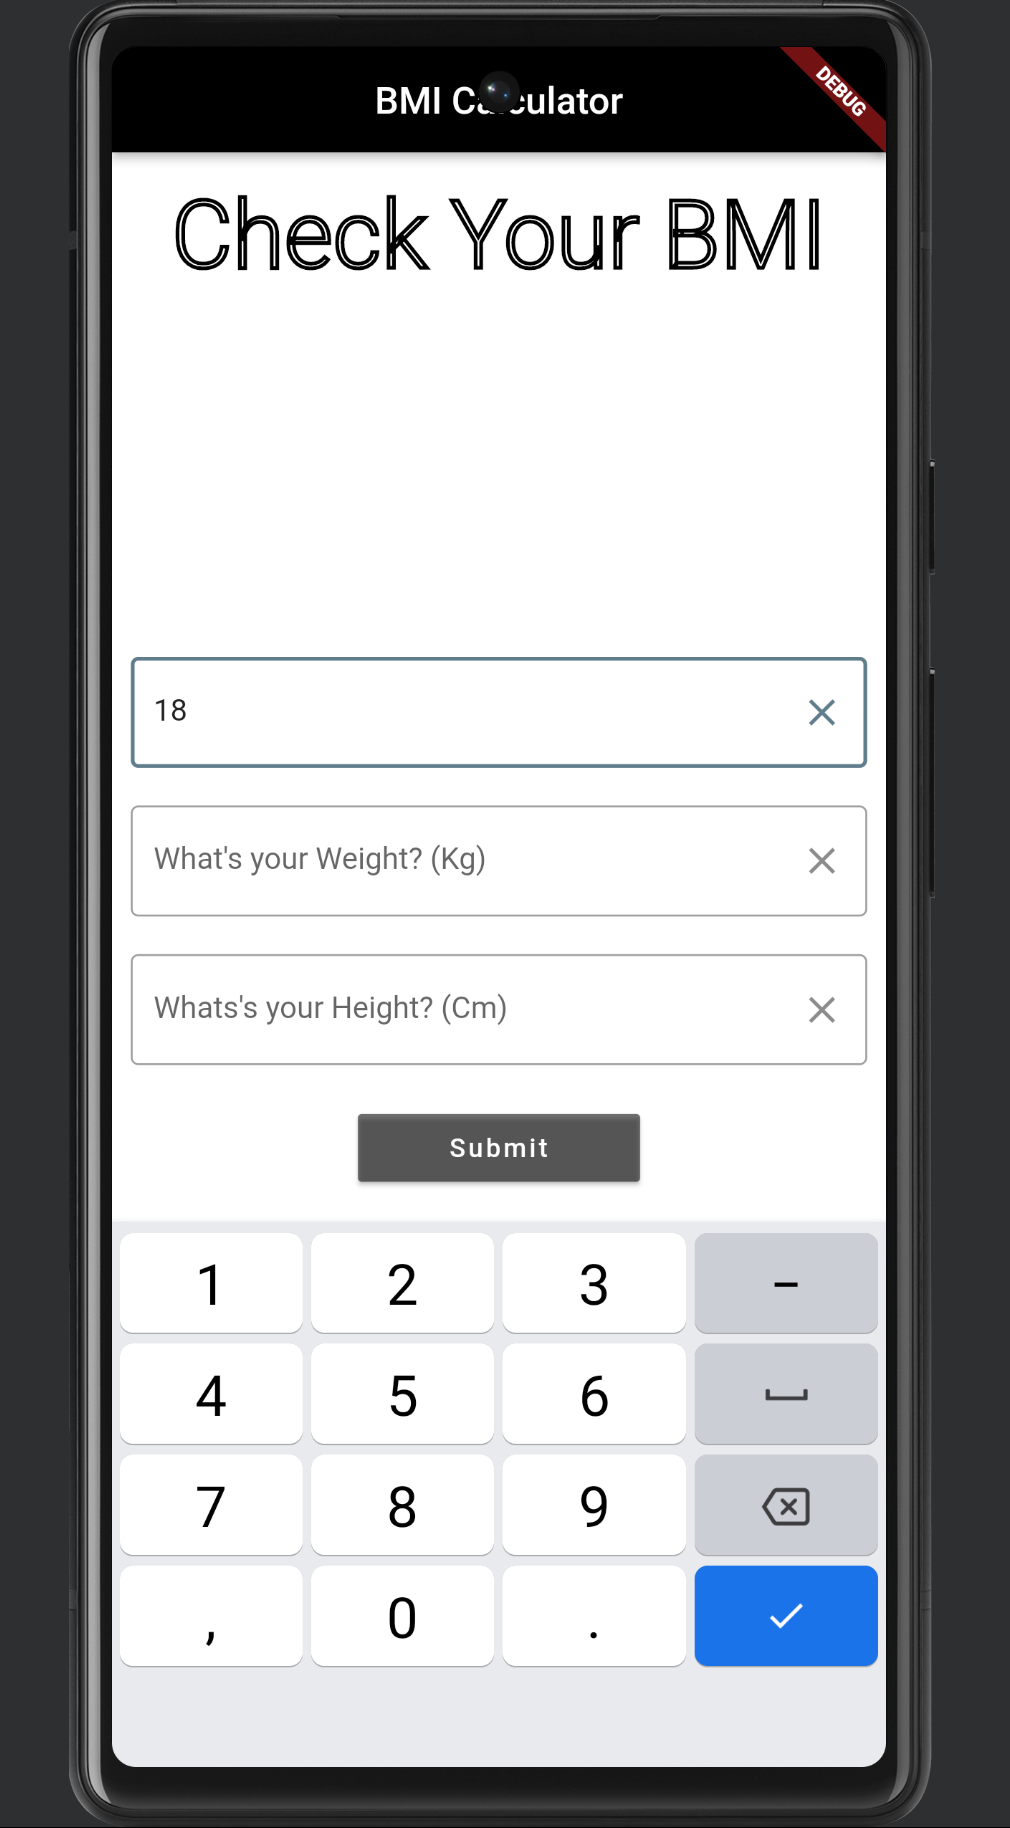 BMI Calculator
DEBUG
Check Your BMI
18
What's your Weight? (Kg)
Whats's your Height? (Cm)
Submit
1 2 3 –
4 5 6
7 8 9
, 0 .